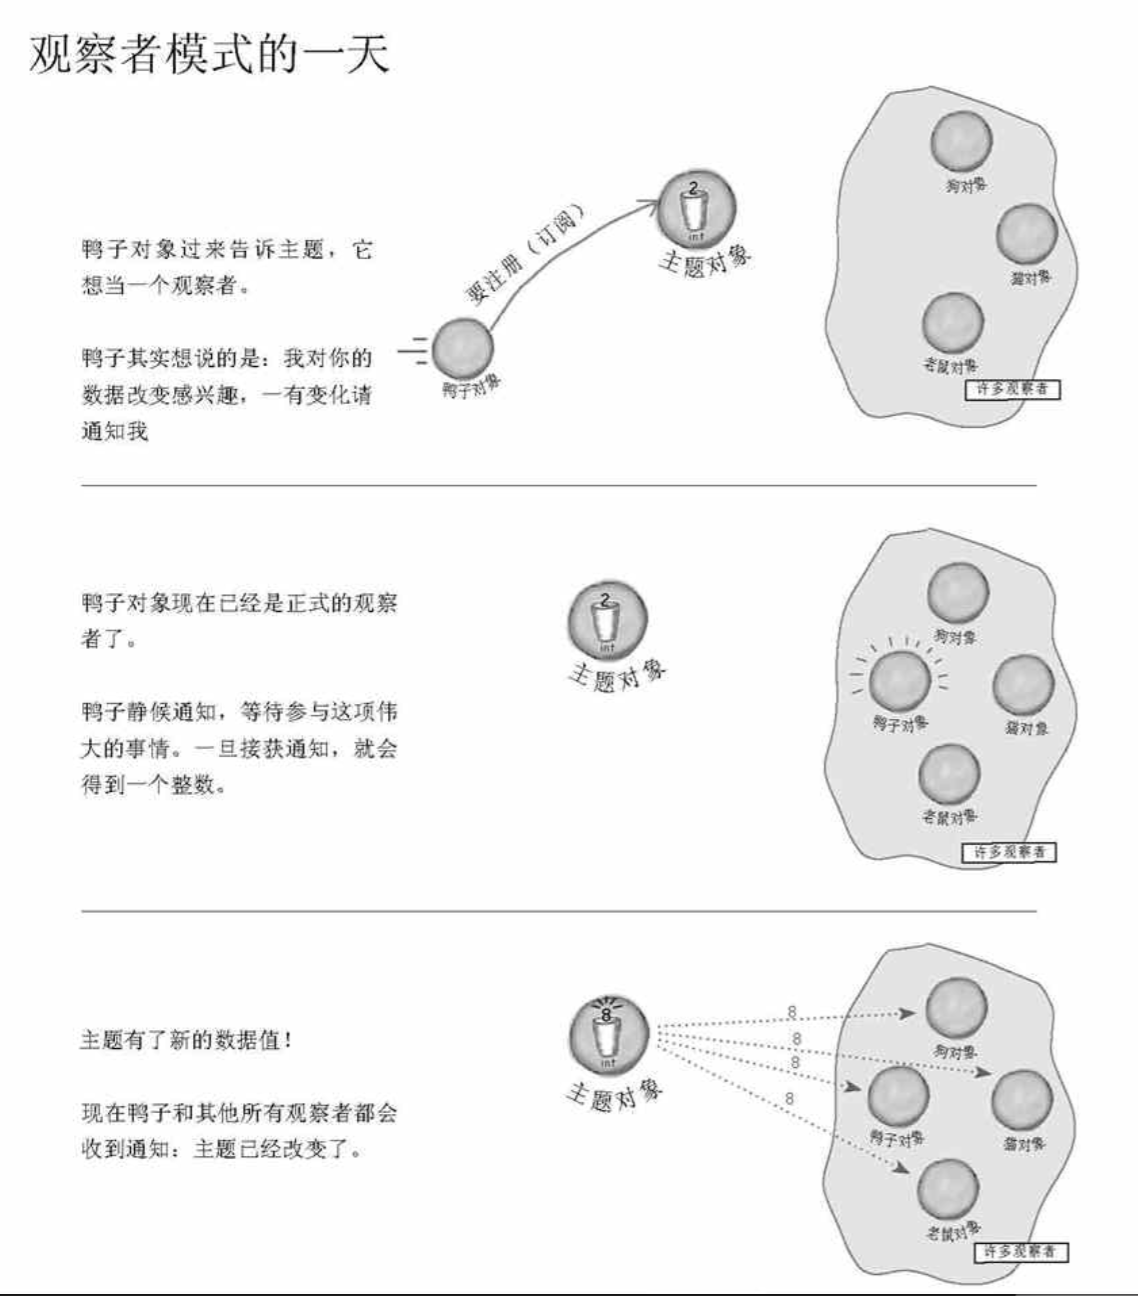 观察者模式的一天
鸭子对象过来告诉主题，它
想当一个观察者。
鸭子其实想说的是：我对你的
数据改变感兴趣，一有变化请
通知我
要注册（订阅）
2
int
主题对象
鸭子对象
狗对象
猫对象
老鼠对象
许多观察者
鸭子对象现在已经是正式的观察
者了。
鸭子静候通知，等待参与这项伟
大的事情。一旦接获通知，就会
得到一个整数。
2
int
主题对象
狗对象
鸭子对象
猫对象
老鼠对象
许多观察者
主题有了新的数据值！
现在鸭子和其他所有观察者都会
收到通知：主题已经改变了。
8
int
主题对象
8
8
8
8
狗对象
鸭子对象
猫对象
老鼠对象
许多观察者